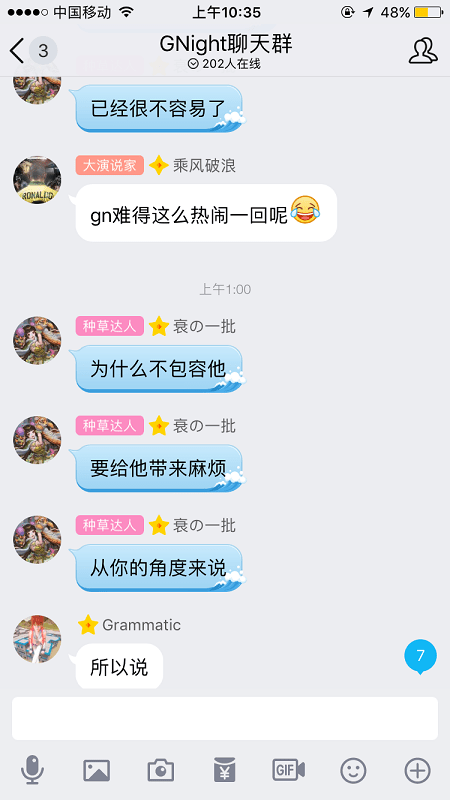 中国移动
上午10:35
48%
3
GNight聊天群
202人在线
已经很不容易了
大演说家 乘风破浪
RONALDO
gn难得这么热闹一回呢
上午1:00
种草达人 衰の一批
为什么不包容他
种草达人 衰の一批
要给他带来麻烦
种草达人 衰の一批
从你的角度来说
Grammatic
所以说
7
¥
GIF